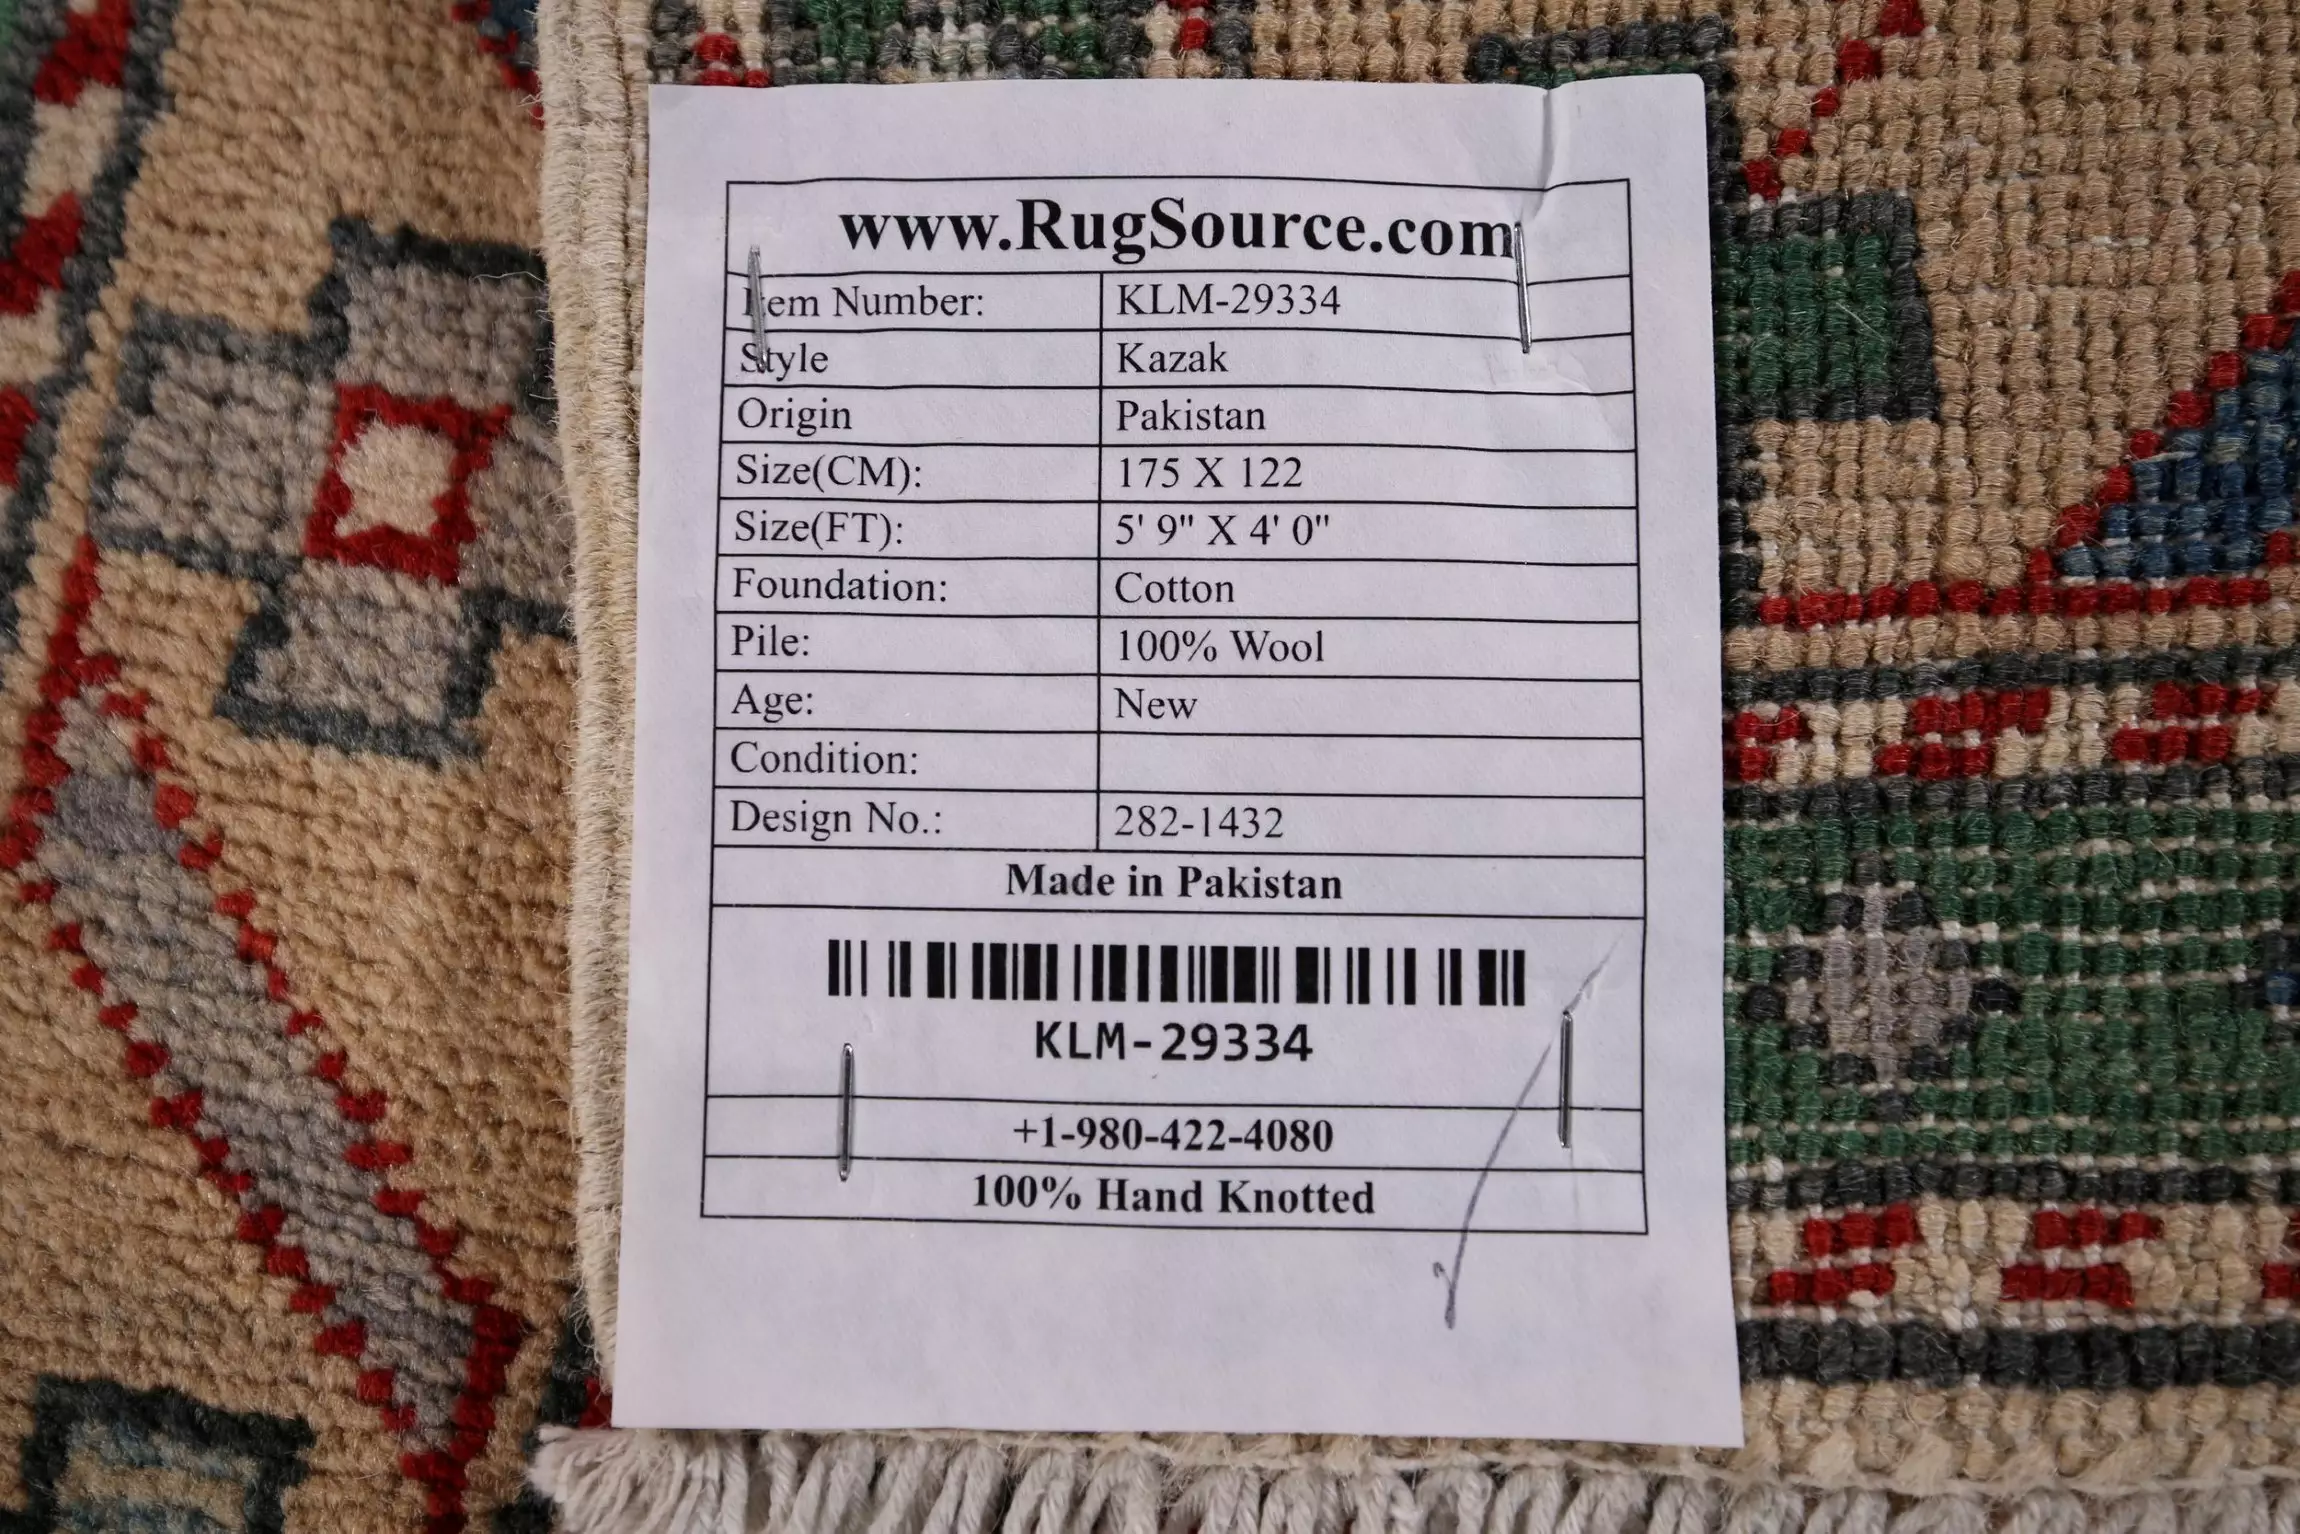 www.RugSource.com
Item Number: KLM-29334
Style Kazak
Origin Pakistan
Size(CM): 175 X 122
Size(FT): 5' 9" X 4' 0"
Foundation: Cotton
Pile: 100% Wool
Age: New
Condition:
Design No.: 282-1432
Made in Pakistan
KLM-29334
+1-980-422-4080
100% Hand Knotted